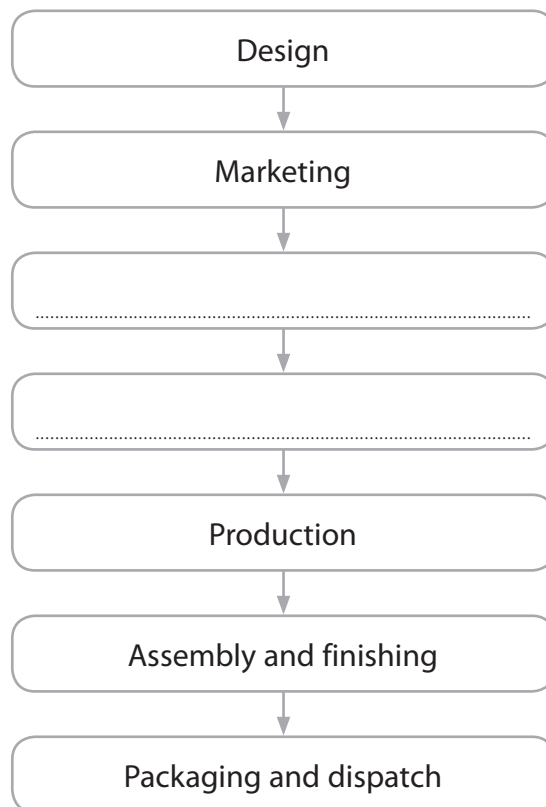 Design
Marketing
Production
Assembly and finishing
Packaging and dispatch